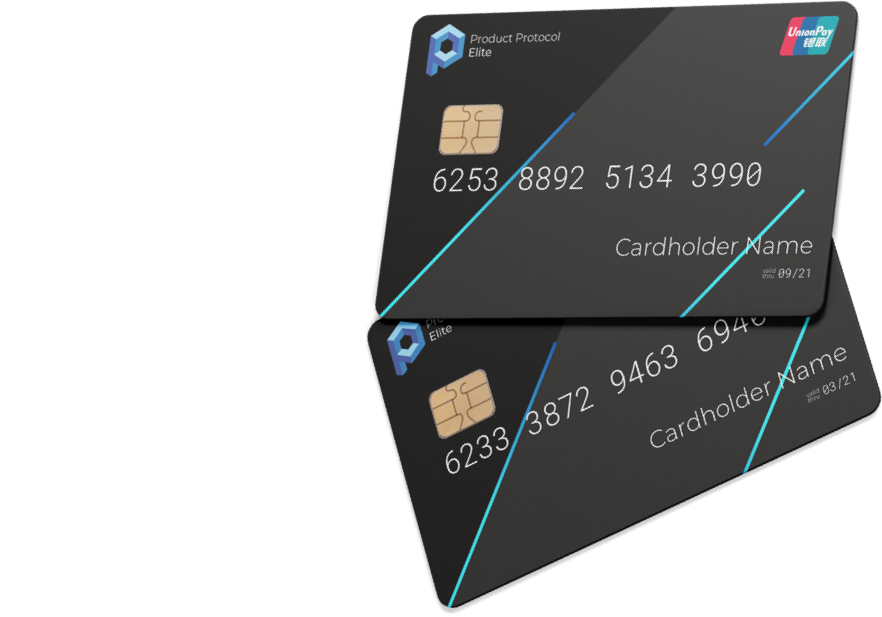 Product Protocol
Elite
UnionPay
银联
6253 8892 5134 3990
Cardholder Name
valid
thru 09/21
Elite
6233 3872 9463 6946
Cardholder Name
valid
thru 03/21